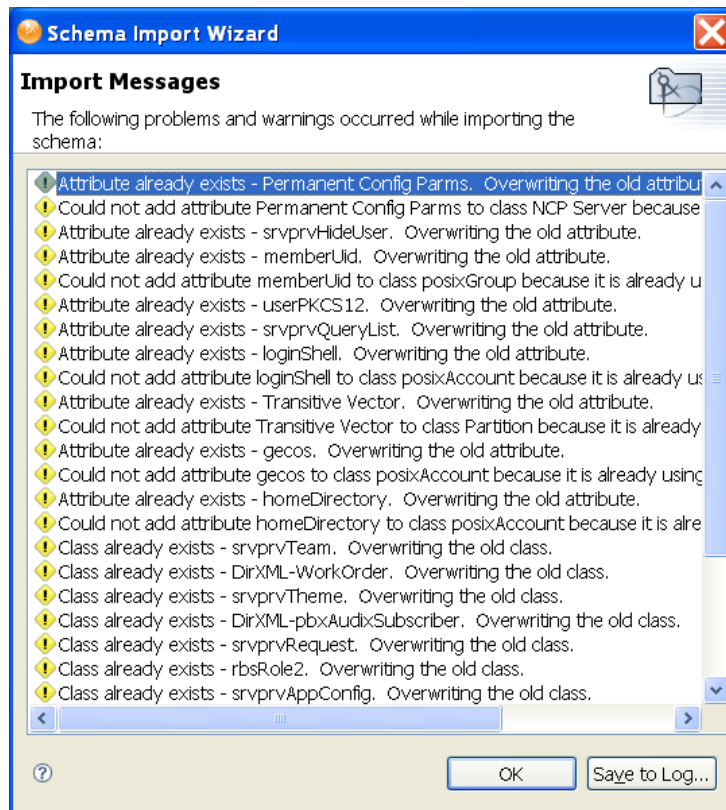 Schema Import Wizard
Import Messages
The following problems and warnings occurred while importing the
schema:
Attribute already exists - Permanent Config Parms. Overwriting the old attribu
Could not add attribute Permanent Config Parms to class NCP Server because
Attribute already exists - srvprvHideUser. Overwriting the old attribute.
Attribute already exists - memberUid. Overwriting the old attribute.
Could not add attribute memberUid to class posixGroup because it is already u
Attribute already exists - userPKCS12. Overwriting the old attribute.
Attribute already exists - srvprvQueryList. Overwriting the old attribute.
Attribute already exists - loginShell. Overwriting the old attribute.
Could not add attribute loginShell to class posixAccount because it is already us
Attribute already exists - Transitive Vector. Overwriting the old attribute.
Could not add attribute Transitive Vector to class Partition because it is already
Attribute already exists - gecos. Overwriting the old attribute.
Could not add attribute gecos to class posixAccount because it is already using
Attribute already exists - homeDirectory. Overwriting the old attribute.
Could not add attribute homeDirectory to class posixAccount because it is alre
Class already exists - srvprvTeam. Overwriting the old class.
Class already exists - DirXML-WorkOrder. Overwriting the old class.
Class already exists - srvprvTheme. Overwriting the old class.
Class already exists - DirXML-pbxAudixSubscriber. Overwriting the old class.
Class already exists - srvprvRequest. Overwriting the old class.
Class already exists - rbsRole2. Overwriting the old class.
Class already exists - srvprvAppConfig. Overwriting the old class.
OK
Save to Log...